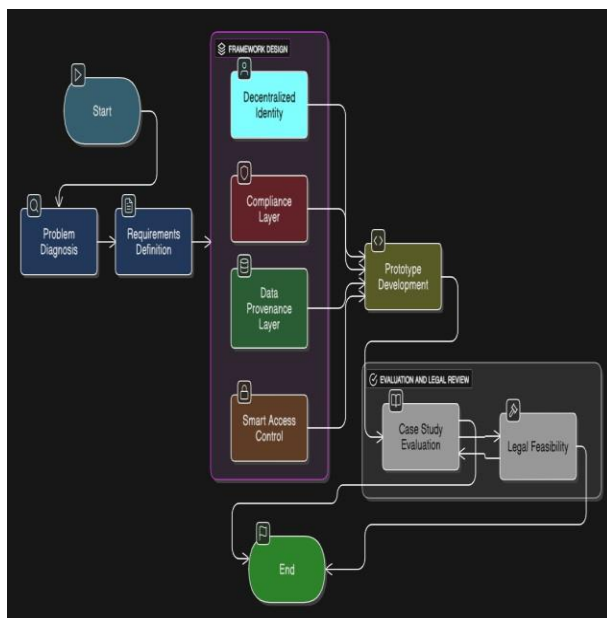 Start
Problem
Diagnosis
Requirements
Definition
FRAMEWORK DESIGN
Decentralized
Identity
Compliance
Layer
Data
Provenance
Layer
Smart Access
Control
Prototype
Development
EVALUATION AND LEGAL REVIEW
Case Study
Evaluation
Legal Feasibility
End